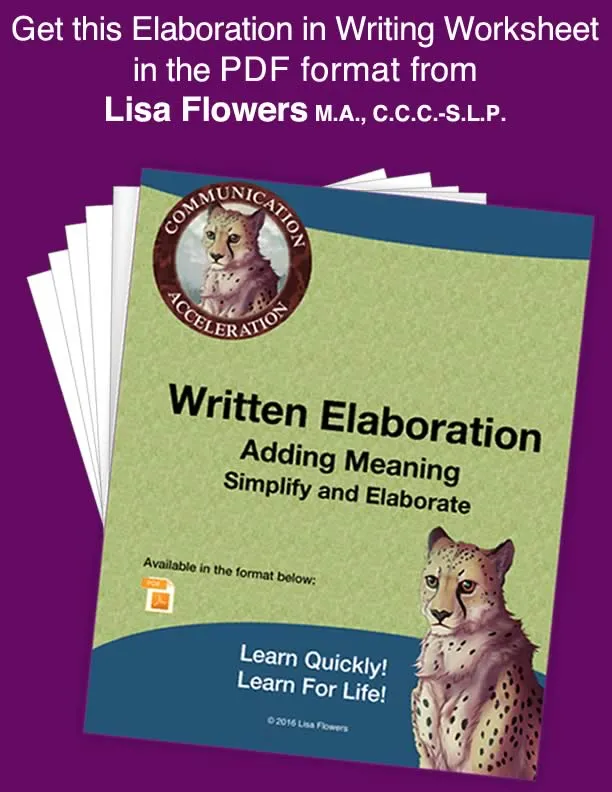 Get this Elaboration in Writing Worksheet
in the PDF format from
Lisa Flowers M.A., C.C.C.-S.L.P.
COMMUNICATION
ACCELERATION
Written Elaboration
Adding Meaning
Simplify and Elaborate
Available in the format below:
PDF
Learn Quickly!
Learn For Life!
© 2016 Lisa Flowers